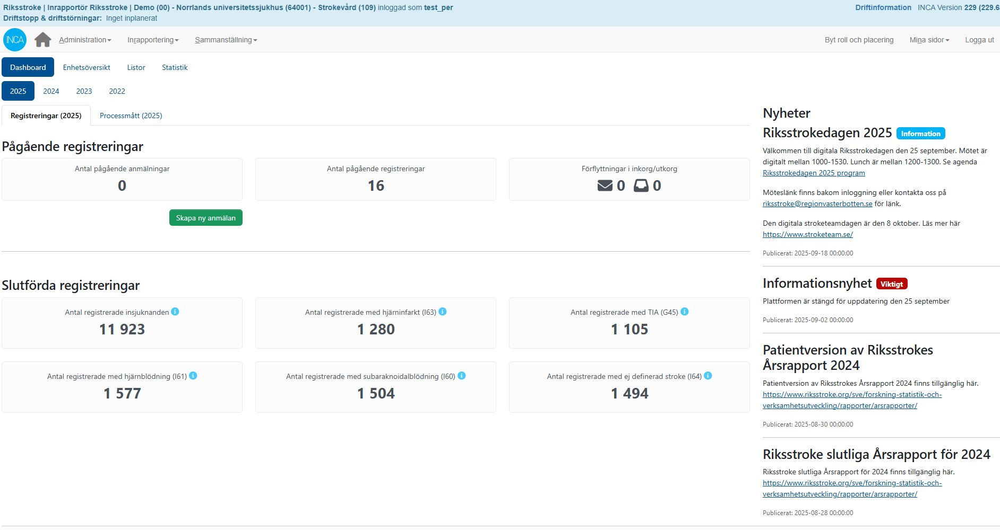 Riksstroke | Inrapportör Riksstroke | Demo (00) - Norrlands universitetssjukhus (64001) - Strokevård (109) inloggad som test_per
Driftinformation INCA Version 229 (229.6
Driftstopp & driftstörningar: Inget inplanerat
INCA
Administration
Inrapportering
Sammanställning
Byt roll och placering
Mina sidor
Logga ut
Dashboard
Enhetsöversikt
Listor
Statistik
2025
2024
2023
2022
Registreringar (2025)
Processmått (2025)
Pågående registreringar
Antal pågående anmälningar
0
Antal pågående registreringar
16
Förflyttningar i inkorg/utkorg
0 0
Skapa ny anmälan
Slutförda registreringar
Antal registrerade insjuknanden
11 923
Antal registrerade med hjärninfarkt (I63)
1 280
Antal registrerade med TIA (G45)
1 105
Antal registrerade med hjärnblödning (I61)
1 577
Antal registrerade med subaraknoidalblödning (I60)
1 504
Antal registrerade med ej definerad stroke (I64)
1 494
Nyheter
Riksstrokedagen 2025 Information
Välkommen till digitala Riksstrokedagen den 25 september. Mötet är
digitalt mellan 1000-1530. Lunch är mellan 1200-1300. Se agenda
Riksstrokedagen 2025 program
Möteslänk finns bakom inloggning eller kontakta oss på
riksstroke@regionvasterbotten.se för länk.
Den digitala stroketeamdagen är den 8 oktober. Läs mer här
https://www.stroketeam.se/
Publicerat: 2025-09-18 00:00:00
Informationsnyhet Viktigt
Plattformen är stängd för uppdatering den 25 september
Publicerat: 2025-09-02 00:00:00
Patientversion av Riksstrokes
Årsrapport 2024
Patientversion av Riksstrokes Årsrapport 2024 finns tillgänglig här.
https://www.riksstroke.org/sve/forskning-statistik-och-
verksamhetsutveckling/rapporter/arsrapporter/
Publicerat: 2025-08-30 00:00:00
Riksstroke slutliga Årsrapport för 2024
Riksstroke slutliga Årsrapport för 2024 finns tillgänglig här.
https://www.riksstroke.org/sve/forskning-statistik-och-
verksamhetsutveckling/rapporter/arsrapporter/
Publicerat: 2025-08-28 00:00:00